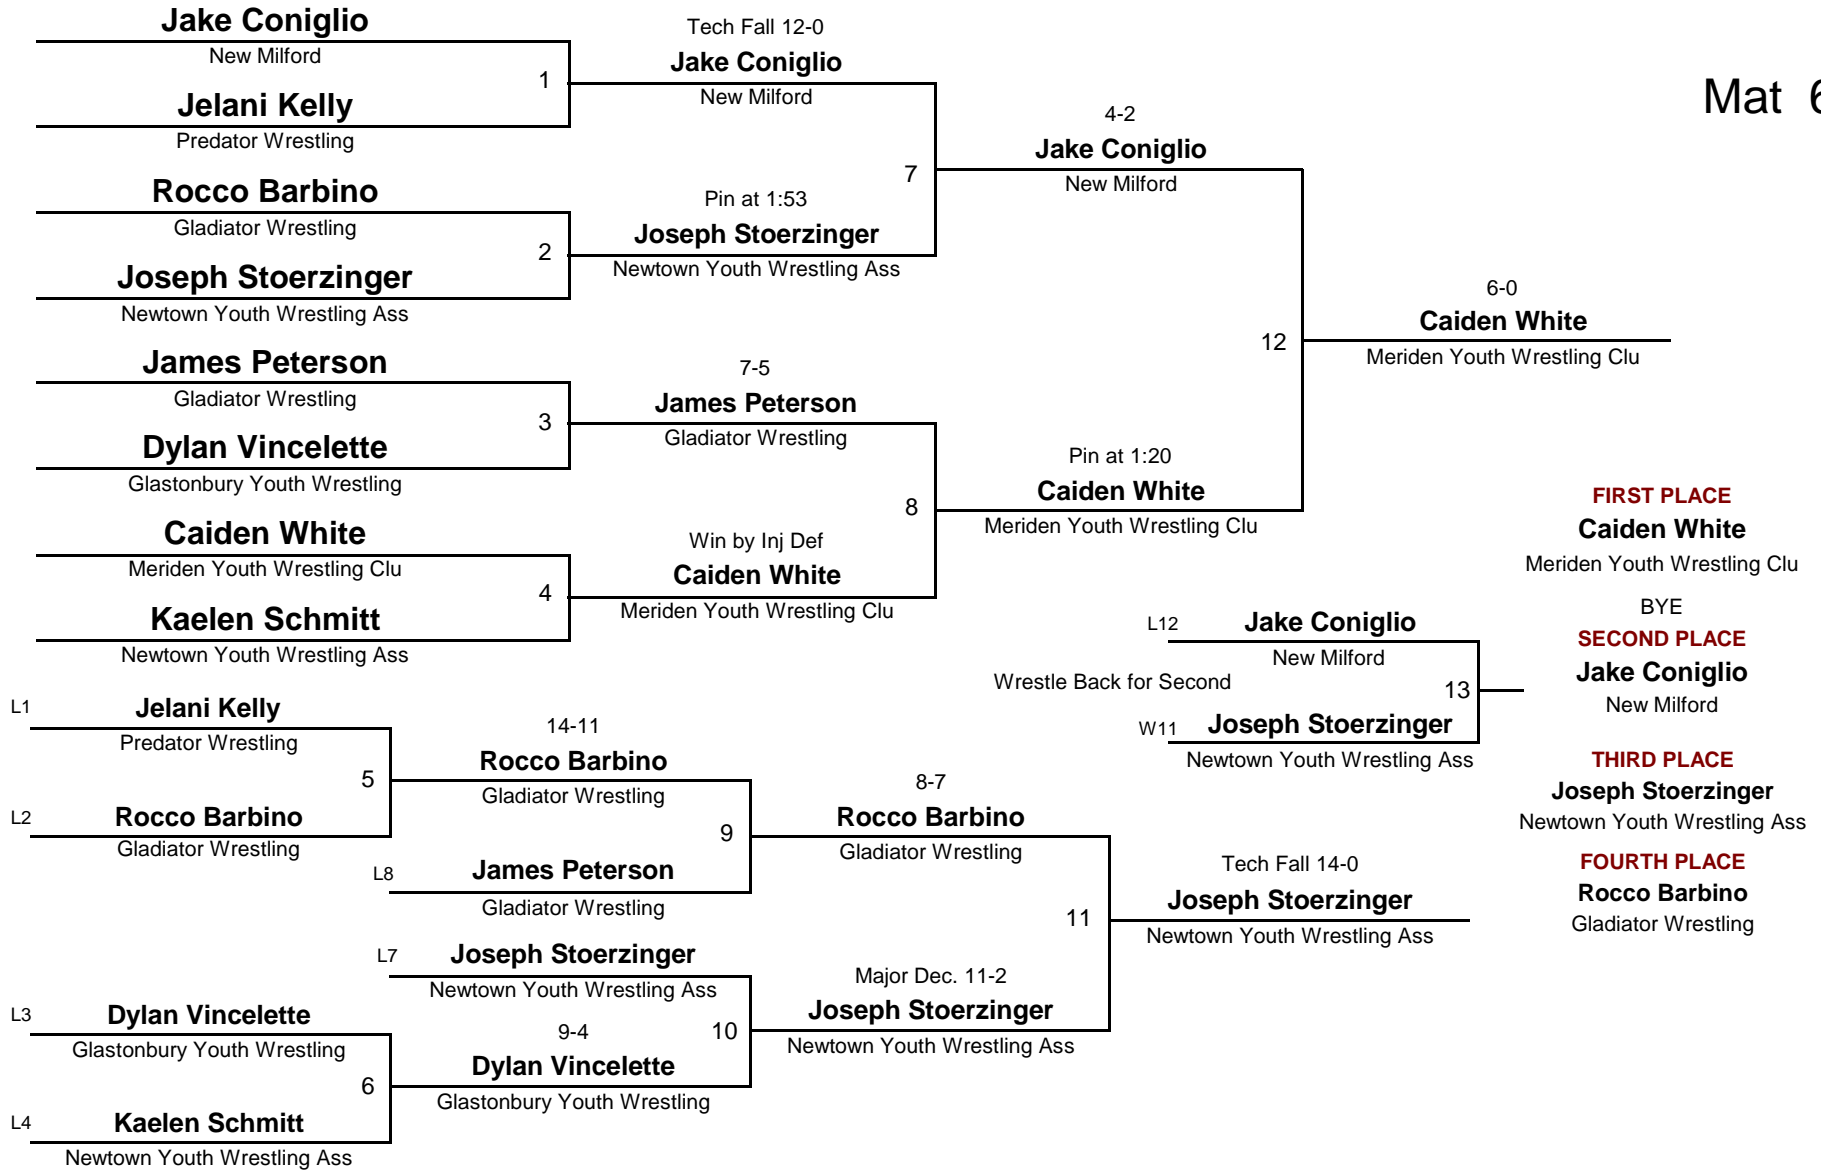 Jake Coniglio
New Milford
1
Jelani Kelly
Predator Wrestling
Rocco Barbino
Gladiator Wrestling
2
Joseph Stoerzinger
Newtown Youth Wrestling Ass
James Peterson
Gladiator Wrestling
3
Dylan Vincelette
Glastonbury Youth Wrestling
Caiden White
Meriden Youth Wrestling Clu
4
Kaelen Schmitt
Newtown Youth Wrestling Ass
Tech Fall 12-0
Jake Coniglio
New Milford
7
Pin at 1:53
Joseph Stoerzinger
Newtown Youth Wrestling Ass
7-5
James Peterson
Gladiator Wrestling
8
Win by Inj Def
Caiden White
Meriden Youth Wrestling Clu
4-2
Jake Coniglio
New Milford
12
Pin at 1:20
Caiden White
Meriden Youth Wrestling Clu
Mat 6
6-0
Caiden White
Meriden Youth Wrestling Clu
L1 Jelani Kelly
Predator Wrestling
5
L2 Rocco Barbino
Gladiator Wrestling
L3 Dylan Vincelette
Glastonbury Youth Wrestling
6
L4 Kaelen Schmitt
Newtown Youth Wrestling Ass
14-11
Rocco Barbino
Gladiator Wrestling
9
L8 James Peterson
Gladiator Wrestling
L7 Joseph Stoerzinger
Newtown Youth Wrestling Ass
10
9-4
Dylan Vincelette
Glastonbury Youth Wrestling
8-7
Rocco Barbino
Gladiator Wrestling
11
Major Dec. 11-2
Joseph Stoerzinger
Newtown Youth Wrestling Ass
Tech Fall 14-0
Joseph Stoerzinger
Newtown Youth Wrestling Ass
L12 Jake Coniglio
New Milford
Wrestle Back for Second
13
W11 Joseph Stoerzinger
Newtown Youth Wrestling Ass
FIRST PLACE
Caiden White
Meriden Youth Wrestling Clu
BYE
SECOND PLACE
Jake Coniglio
New Milford
THIRD PLACE
Joseph Stoerzinger
Newtown Youth Wrestling Ass
FOURTH PLACE
Rocco Barbino
Gladiator Wrestling